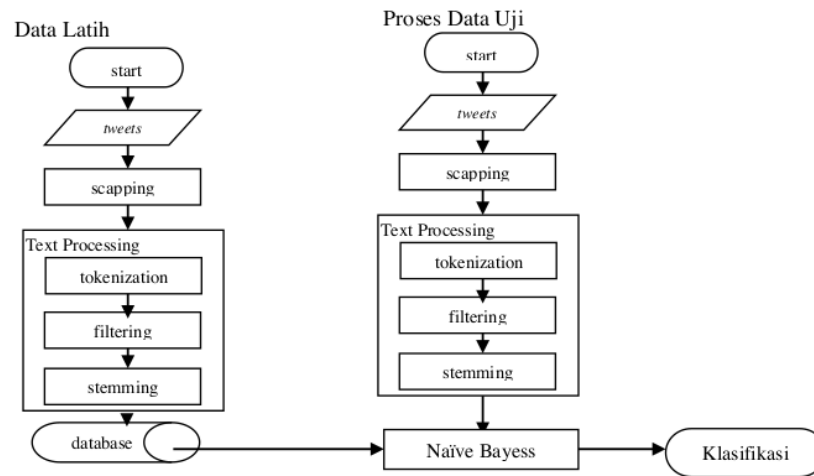 Data Latih
start
tweets
scapping
Text Processing
tokenization
filtering
stemming
database
Proses Data Uji
start
tweets
scapping
Text Processing
tokenization
filtering
stemming
Naïve Bayess
Klasifikasi